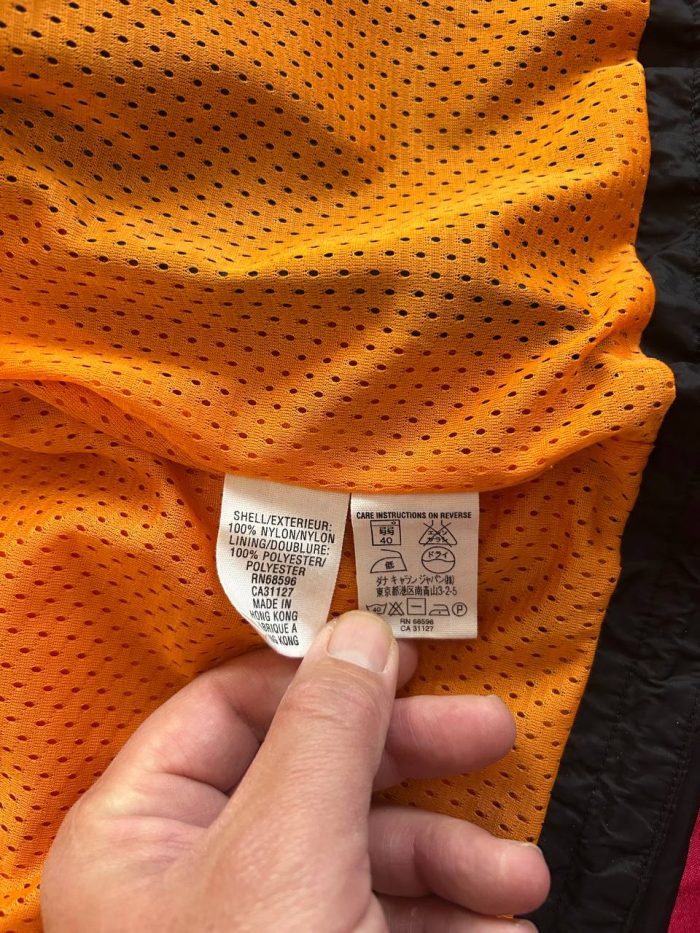 SHELL/EXTERIEUR:
100% NYLON/NYLON
LINING/DOUBLURE:
100% POLYESTER/
POLYESTER
RN68596
CA31127
MADE IN
HONG KONG
KONG
CARE INSTRUCTIONS ON REVERSE
40
低
ドライ
ダナ キャラン ジャパン(株)
東京都港区南青山3-2-5
40
P
RN 68596
CA 31127